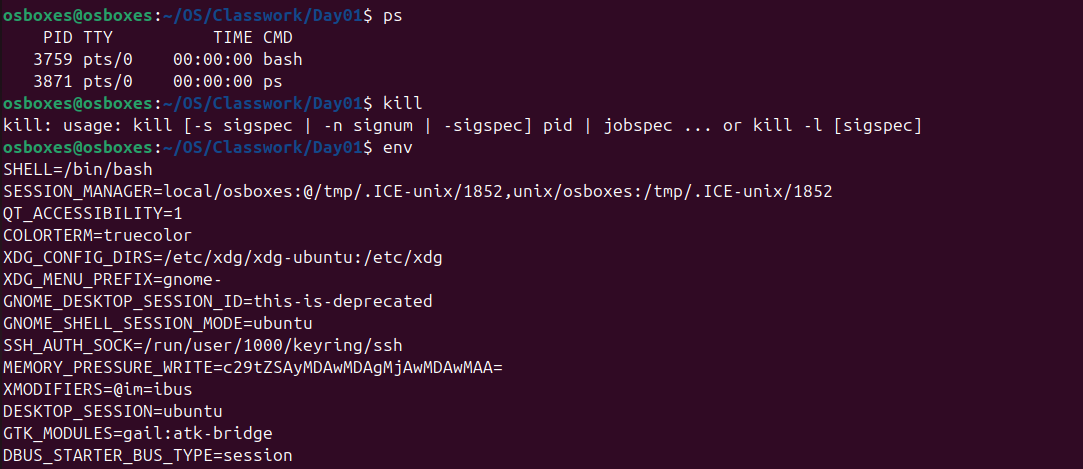 osboxes@osboxes:~/OS/Classwork/Day01$ ps
    PID TTY          TIME CMD
   3759 pts/0    00:00:00 bash
   3871 pts/0    00:00:00 ps
osboxes@osboxes:~/OS/Classwork/Day01$ kill
kill: usage: kill [-s sigspec | -n signum | -sigspec] pid | jobspec ... or kill -l [sigspec]
osboxes@osboxes:~/OS/Classwork/Day01$ env
SHELL=/bin/bash
SESSION_MANAGER=local/osboxes:@/tmp/.ICE-unix/1852,unix/osboxes:/tmp/.ICE-unix/1852
QT_ACCESSIBILITY=1
COLORTERM=truecolor
XDG_CONFIG_DIRS=/etc/xdg/xdg-ubuntu:/etc/xdg
XDG_MENU_PREFIX=gnome-
GNOME_DESKTOP_SESSION_ID=this-is-deprecated
GNOME_SHELL_SESSION_MODE=ubuntu
SSH_AUTH_SOCK=/run/user/1000/keyring/ssh
MEMORY_PRESSURE_WRITE=c29tZSAyMDAwMDAgMjAwMDAwMAA=
XMODIFIERS=@im=ibus
DESKTOP_SESSION=ubuntu
GTK_MODULES=gail:atk-bridge
DBUS_STARTER_BUS_TYPE=session